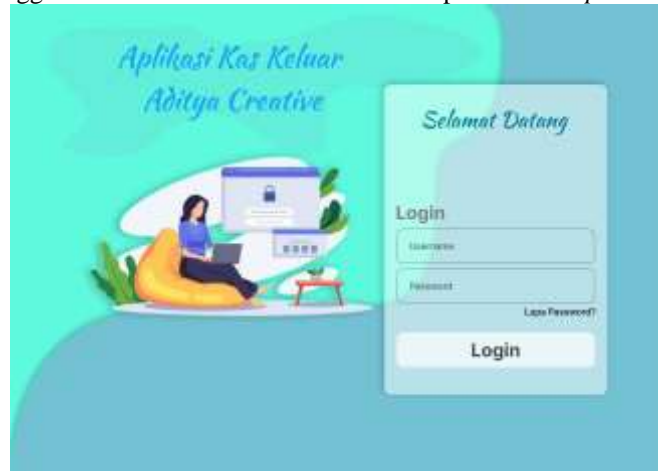 Aplikasi Kas Keluar
Aditya Creative
Selamat Datang
Login
Username
Password
Lupa Password?
Login